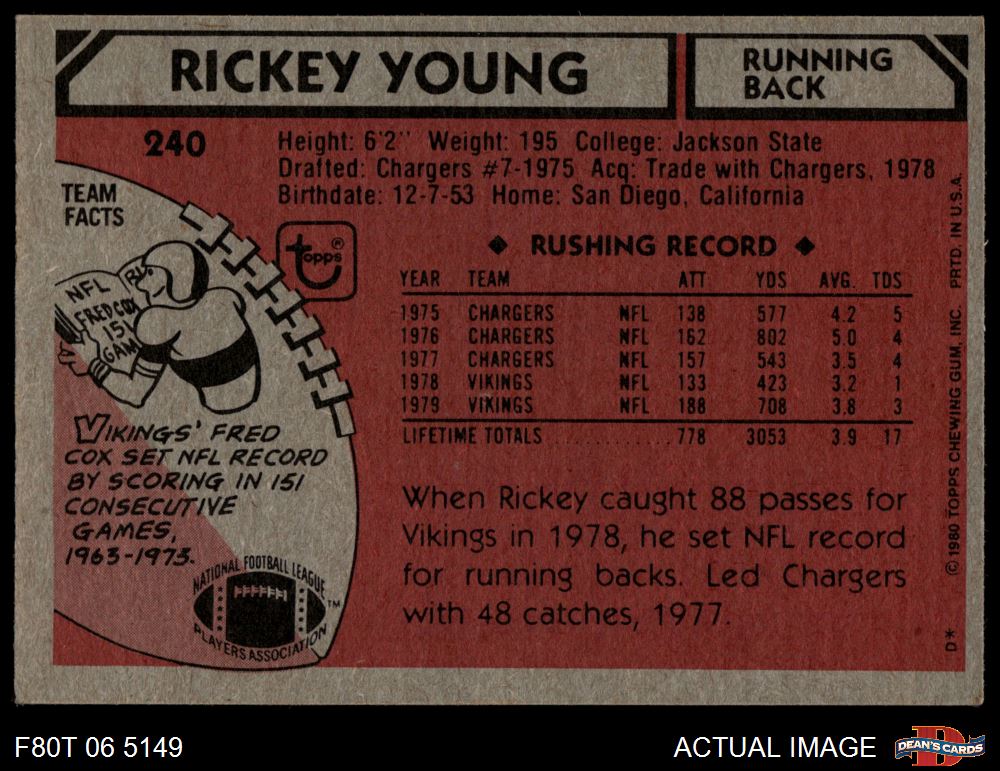 RICKEY YOUNG
RUNNING
BACK
240
Height: 6'2" Weight: 195 College: Jackson State
Drafted: Chargers #7-1975 Acq: Trade with Chargers, 1978
Birthdate: 12-7-53 Home: San Diego, California
TEAM
FACTS
topps®
NFL
FRED COX
151
GAM
VIKINGS' FRED
COX SET NFL RECORD
BY SCORING IN 151
CONSECUTIVE
GAMES,
1963-1973.
NATIONAL FOOTBALL LEAGUE
PLAYERS ASSOCIATION
TM
◆ RUSHING RECORD ◆
YEAR TEAM ATT YDS AVG. TDS
1975 CHARGERS NFL 138 577 4.2 5
1976 CHARGERS NFL 162 802 5.0 4
1977 CHARGERS NFL 157 543 3.5 4
1978 VIKINGS NFL 133 423 3.2 1
1979 VIKINGS NFL 188 708 3.8 3
LIFETIME TOTALS ............ 778 3053 3.9 17
When Rickey caught 88 passes for
Vikings in 1978, he set NFL record
for running backs. Led Chargers
with 48 catches, 1977.
D* © 1980 TOPPS CHEWING GUM, INC. PRTD. IN U.S.A.
F80T 06 5149
ACTUAL IMAGE
D
DEAN'S CARDS